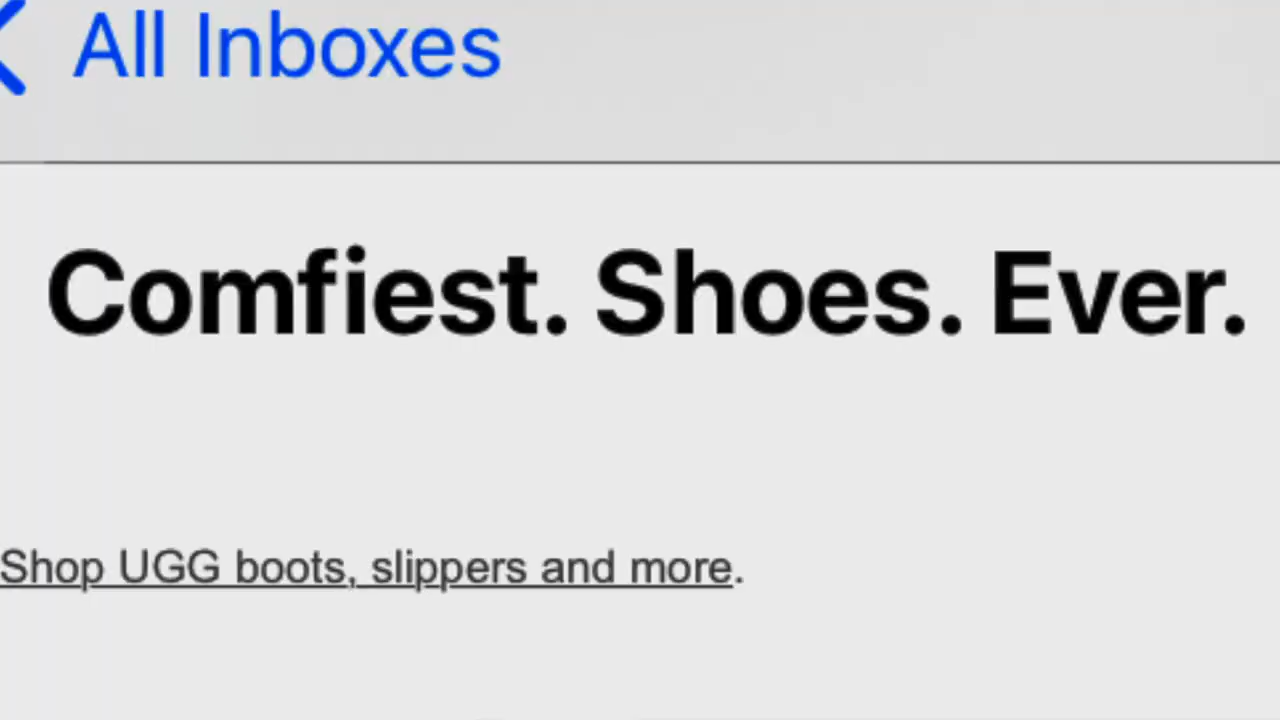 All Inboxes
Comfiest. Shoes. Ever.
Shop UGG boots, slippers and more.